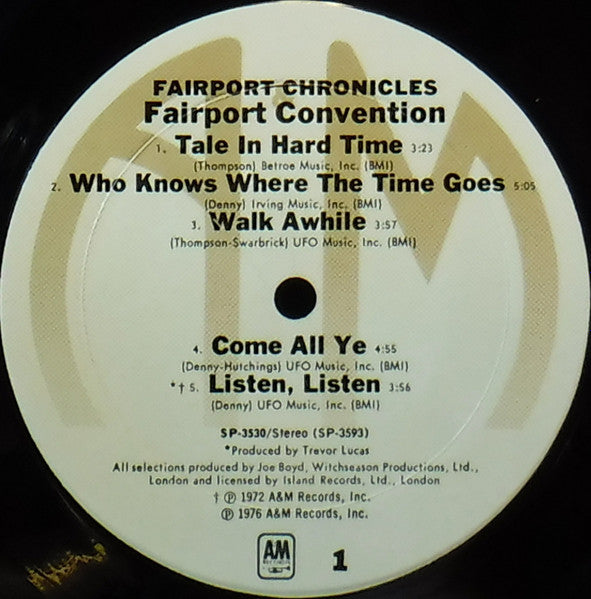 FAIRPORT CHRONICLES
Fairport Convention
1. Tale In Hard Time 3:23
(Thompson) Betroe Music, Inc. (BMI)
2. Who Knows Where The Time Goes 5:05
(Denny) Irving Music, Inc. (BMI)
3. Walk Awhile 3:57
(Thompson-Swarbrick) UFO Music, Inc. (BMI)
4. Come All Ye 4:55
(Denny-Hutchings) UFO Music, Inc. (BMI)
*† 5. Listen, Listen 3:56
(Denny) UFO Music, Inc. (BMI)
SP-3530/Stereo (SP-3593)
*Produced by Trevor Lucas
All selections produced by Joe Boyd, Witchseason Productions, Ltd.,
London and licensed by Island Records, Ltd., London
† ℗ 1972 A&M Records, Inc.
℗ 1976 A&M Records, Inc.
AM
RECORDS
1